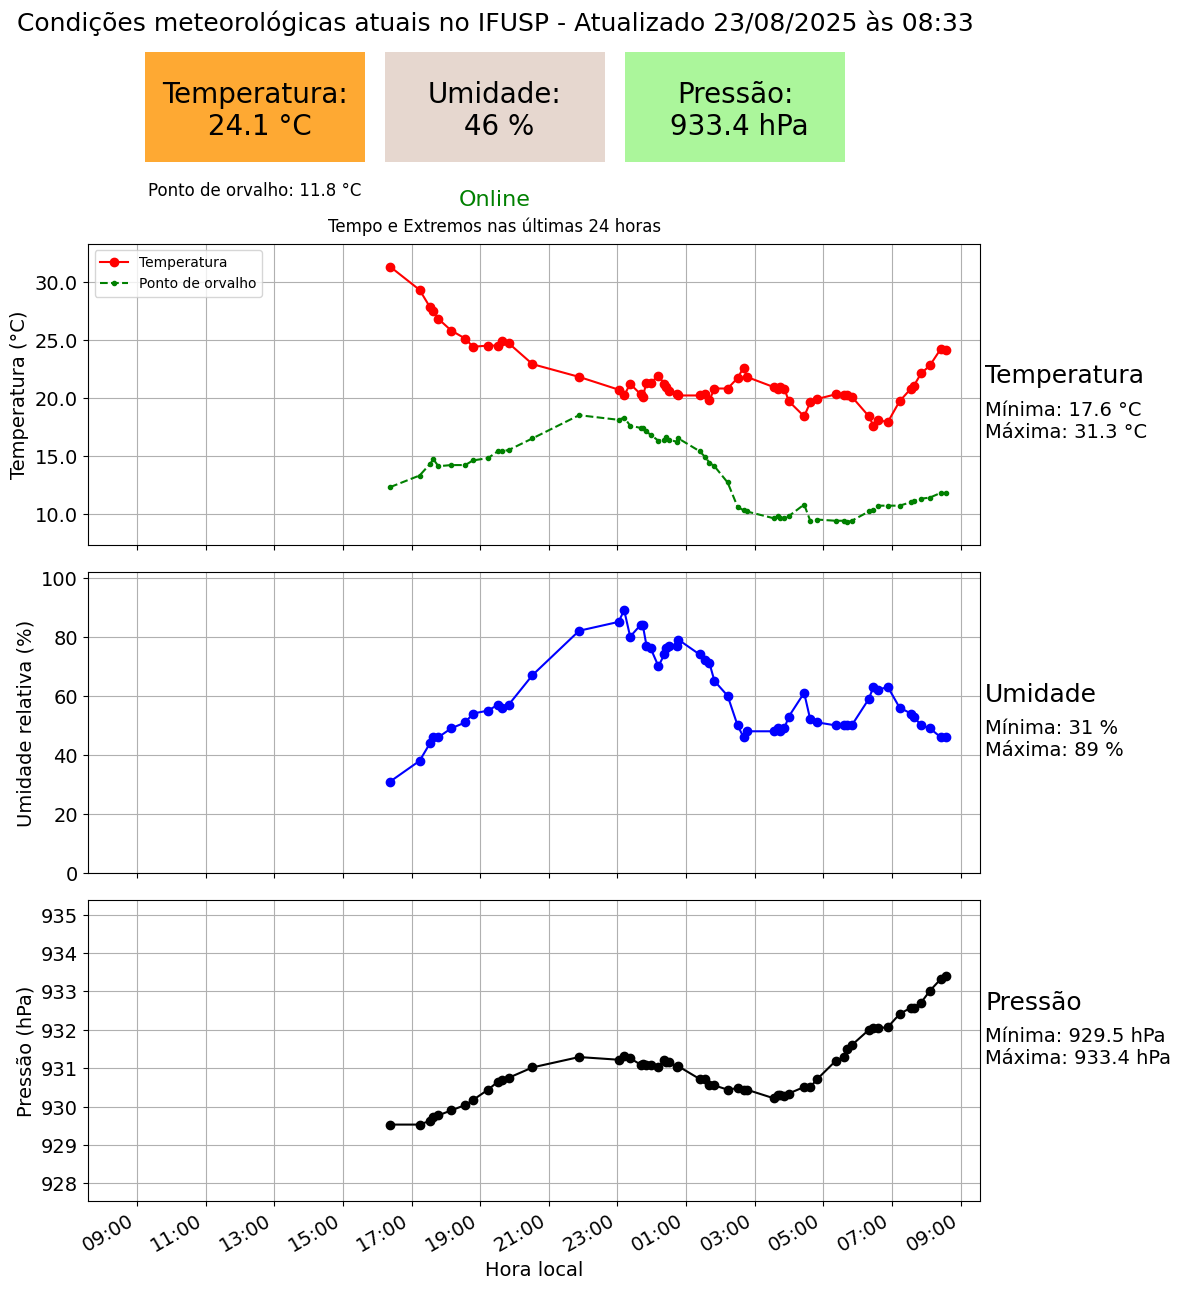 Condições meteorológicas atuais no IFUSP - Atualizado 23/08/2025 às 08:33
Temperatura:
24.1 °C
Umidade:
46 %
Pressão:
933.4 hPa
Ponto de orvalho: 11.8 °C
Online
Tempo e Extremos nas últimas 24 horas
Temperatura
Ponto de orvalho
Temperatura (°C)
30.0
25.0
20.0
15.0
10.0
Temperatura
Mínima: 17.6 °C
Máxima: 31.3 °C
Umidade relativa (%)
100
80
60
40
20
0
Umidade
Mínima: 31 %
Máxima: 89 %
Pressão (hPa)
935
934
933
932
931
930
929
928
Pressão
Mínima: 929.5 hPa
Máxima: 933.4 hPa
09:00
11:00
13:00
15:00
17:00
19:00
21:00
23:00
01:00
03:00
05:00
07:00
09:00
Hora local